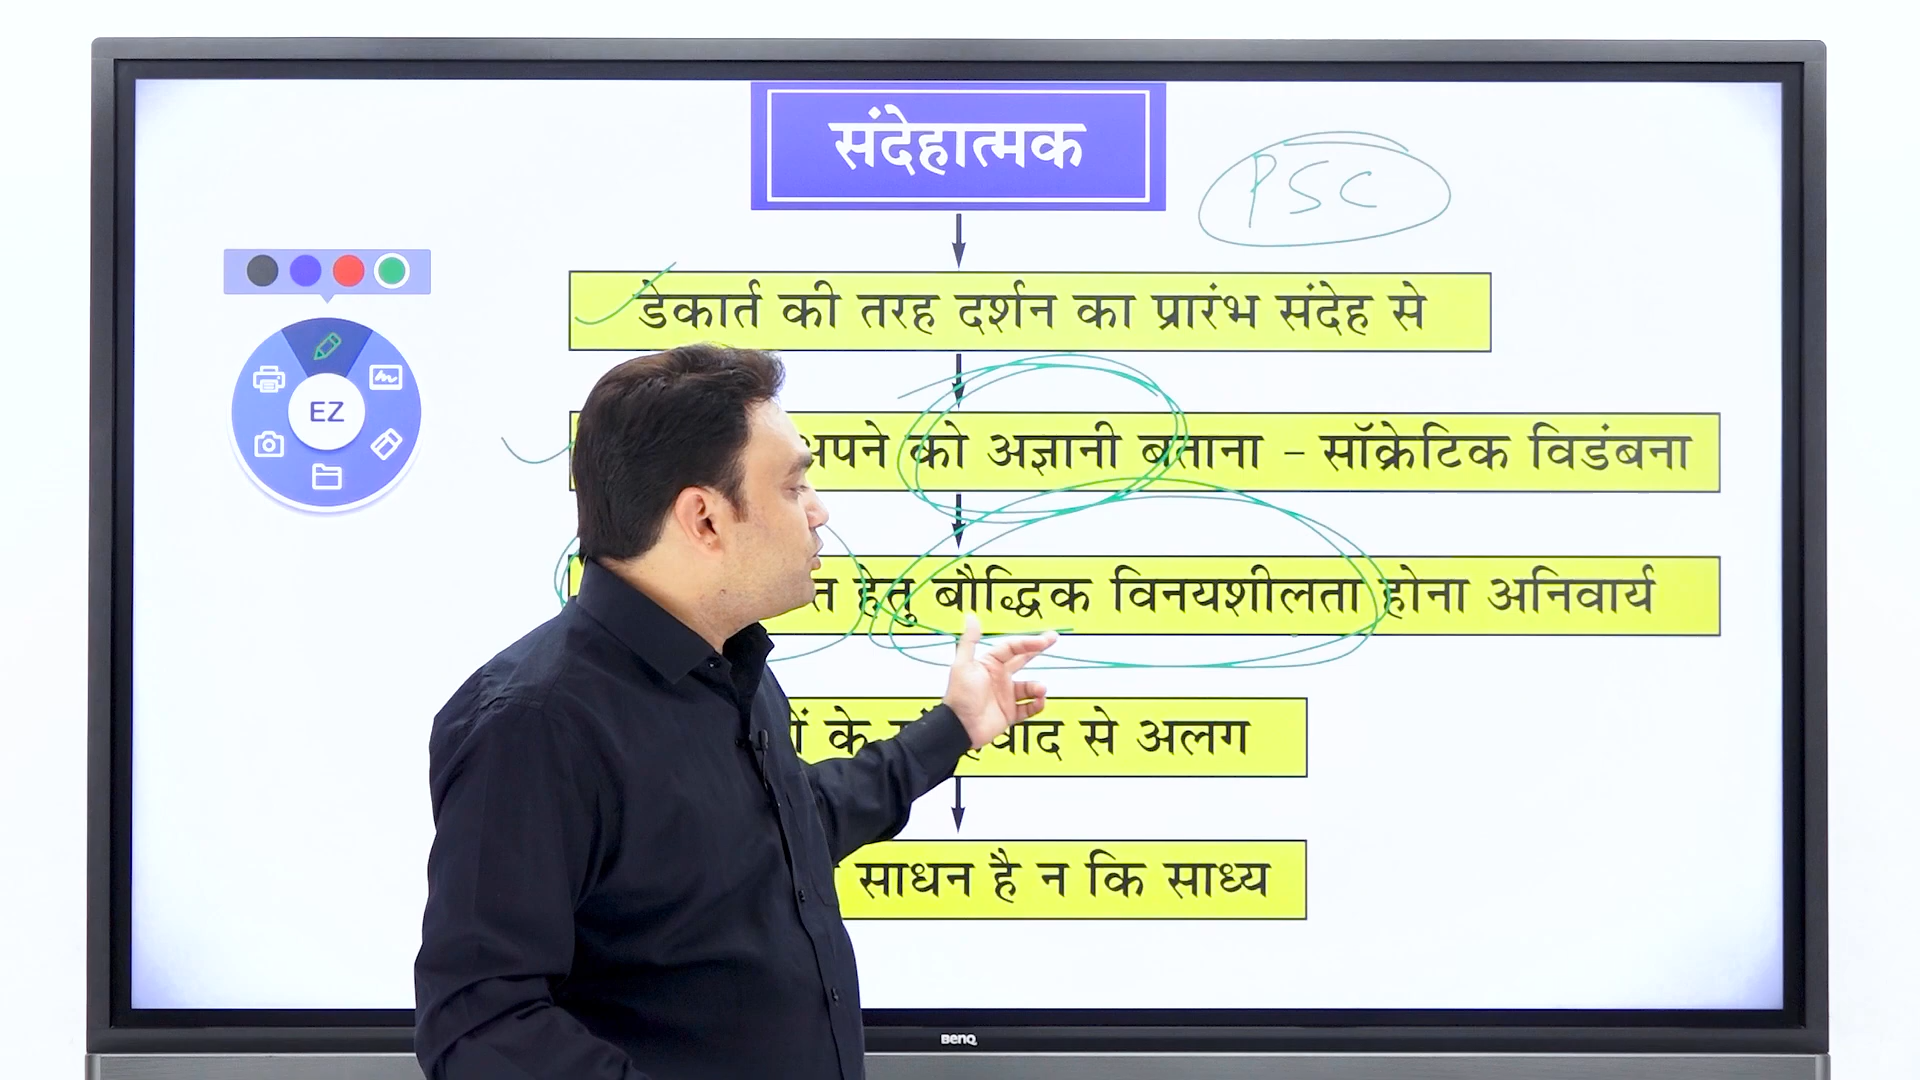 संदेहात्मक
PSC
डेकार्त की तरह दर्शन का प्रारंभ संदेह से
EZ
अपने को अज्ञानी बताना – सॉक्रेटिक विडंबना
हेतु बौद्धिक विनयशीलता होना अनिवार्य
के से अलग
साधन है न कि साध्य
BenQ